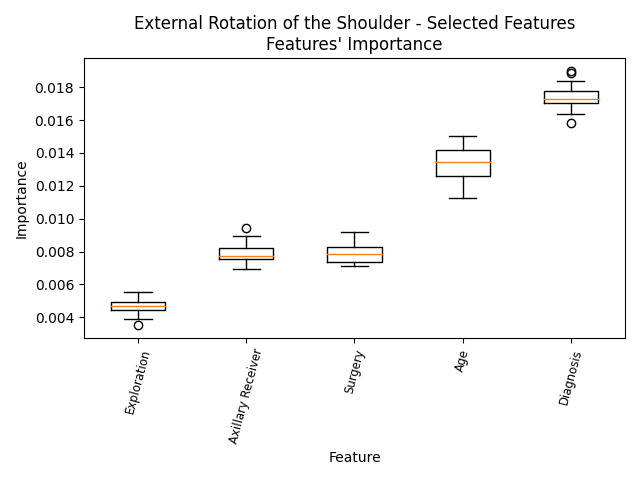 External Rotation of the Shoulder - Selected Features
Features' Importance
0.018
0.016
0.014
0.012
0.010
0.008
0.006
0.004
Importance
Exploration
Axillary Receiver
Surgery
Age
Diagnosis
Feature